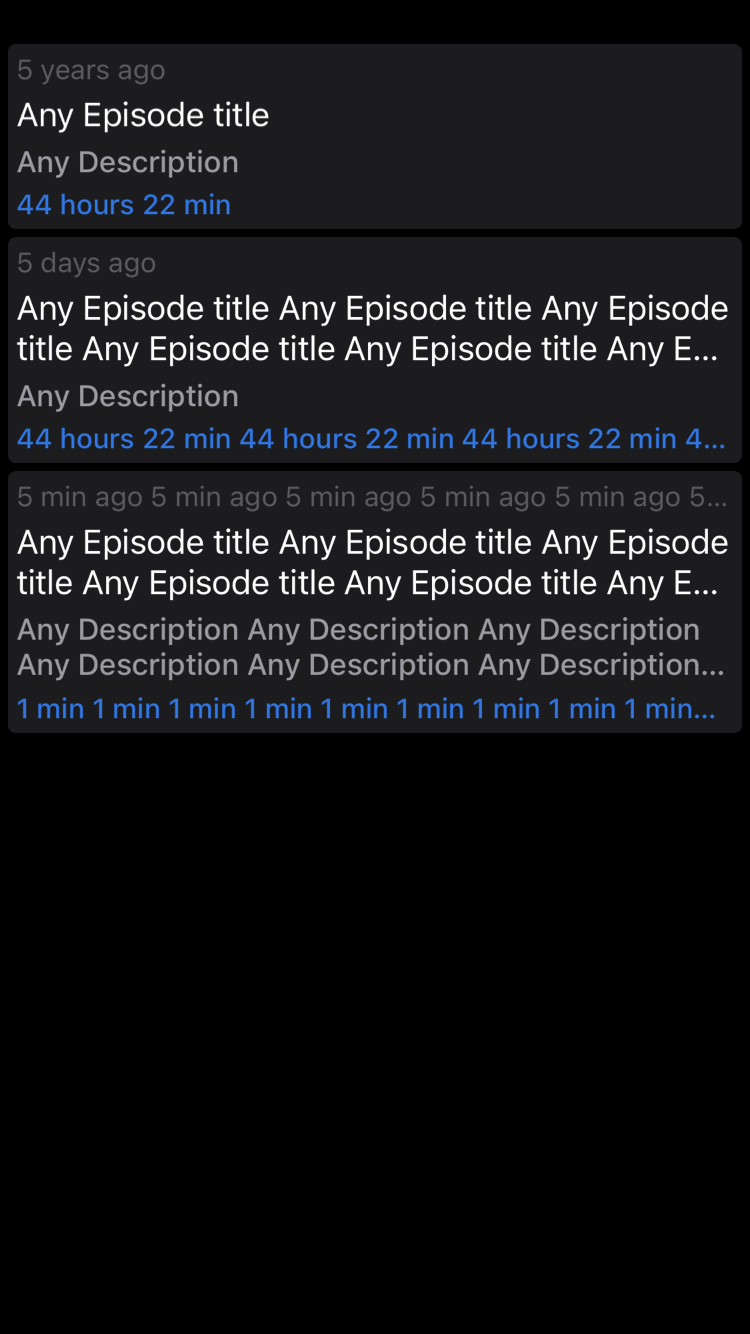 5 years ago
Any Episode title
Any Description
44 hours 22 min
5 days ago
Any Episode title Any Episode title Any Episode
title Any Episode title Any Episode title Any E...
Any Description
44 hours 22 min 44 hours 22 min 44 hours 22 min 4...
5 min ago 5 min ago 5 min ago 5 min ago 5 min ago 5...
Any Episode title Any Episode title Any Episode
title Any Episode title Any Episode title Any E...
Any Description Any Description Any Description
Any Description Any Description Any Description...
1 min 1 min 1 min 1 min 1 min 1 min 1 min 1 min 1 min...